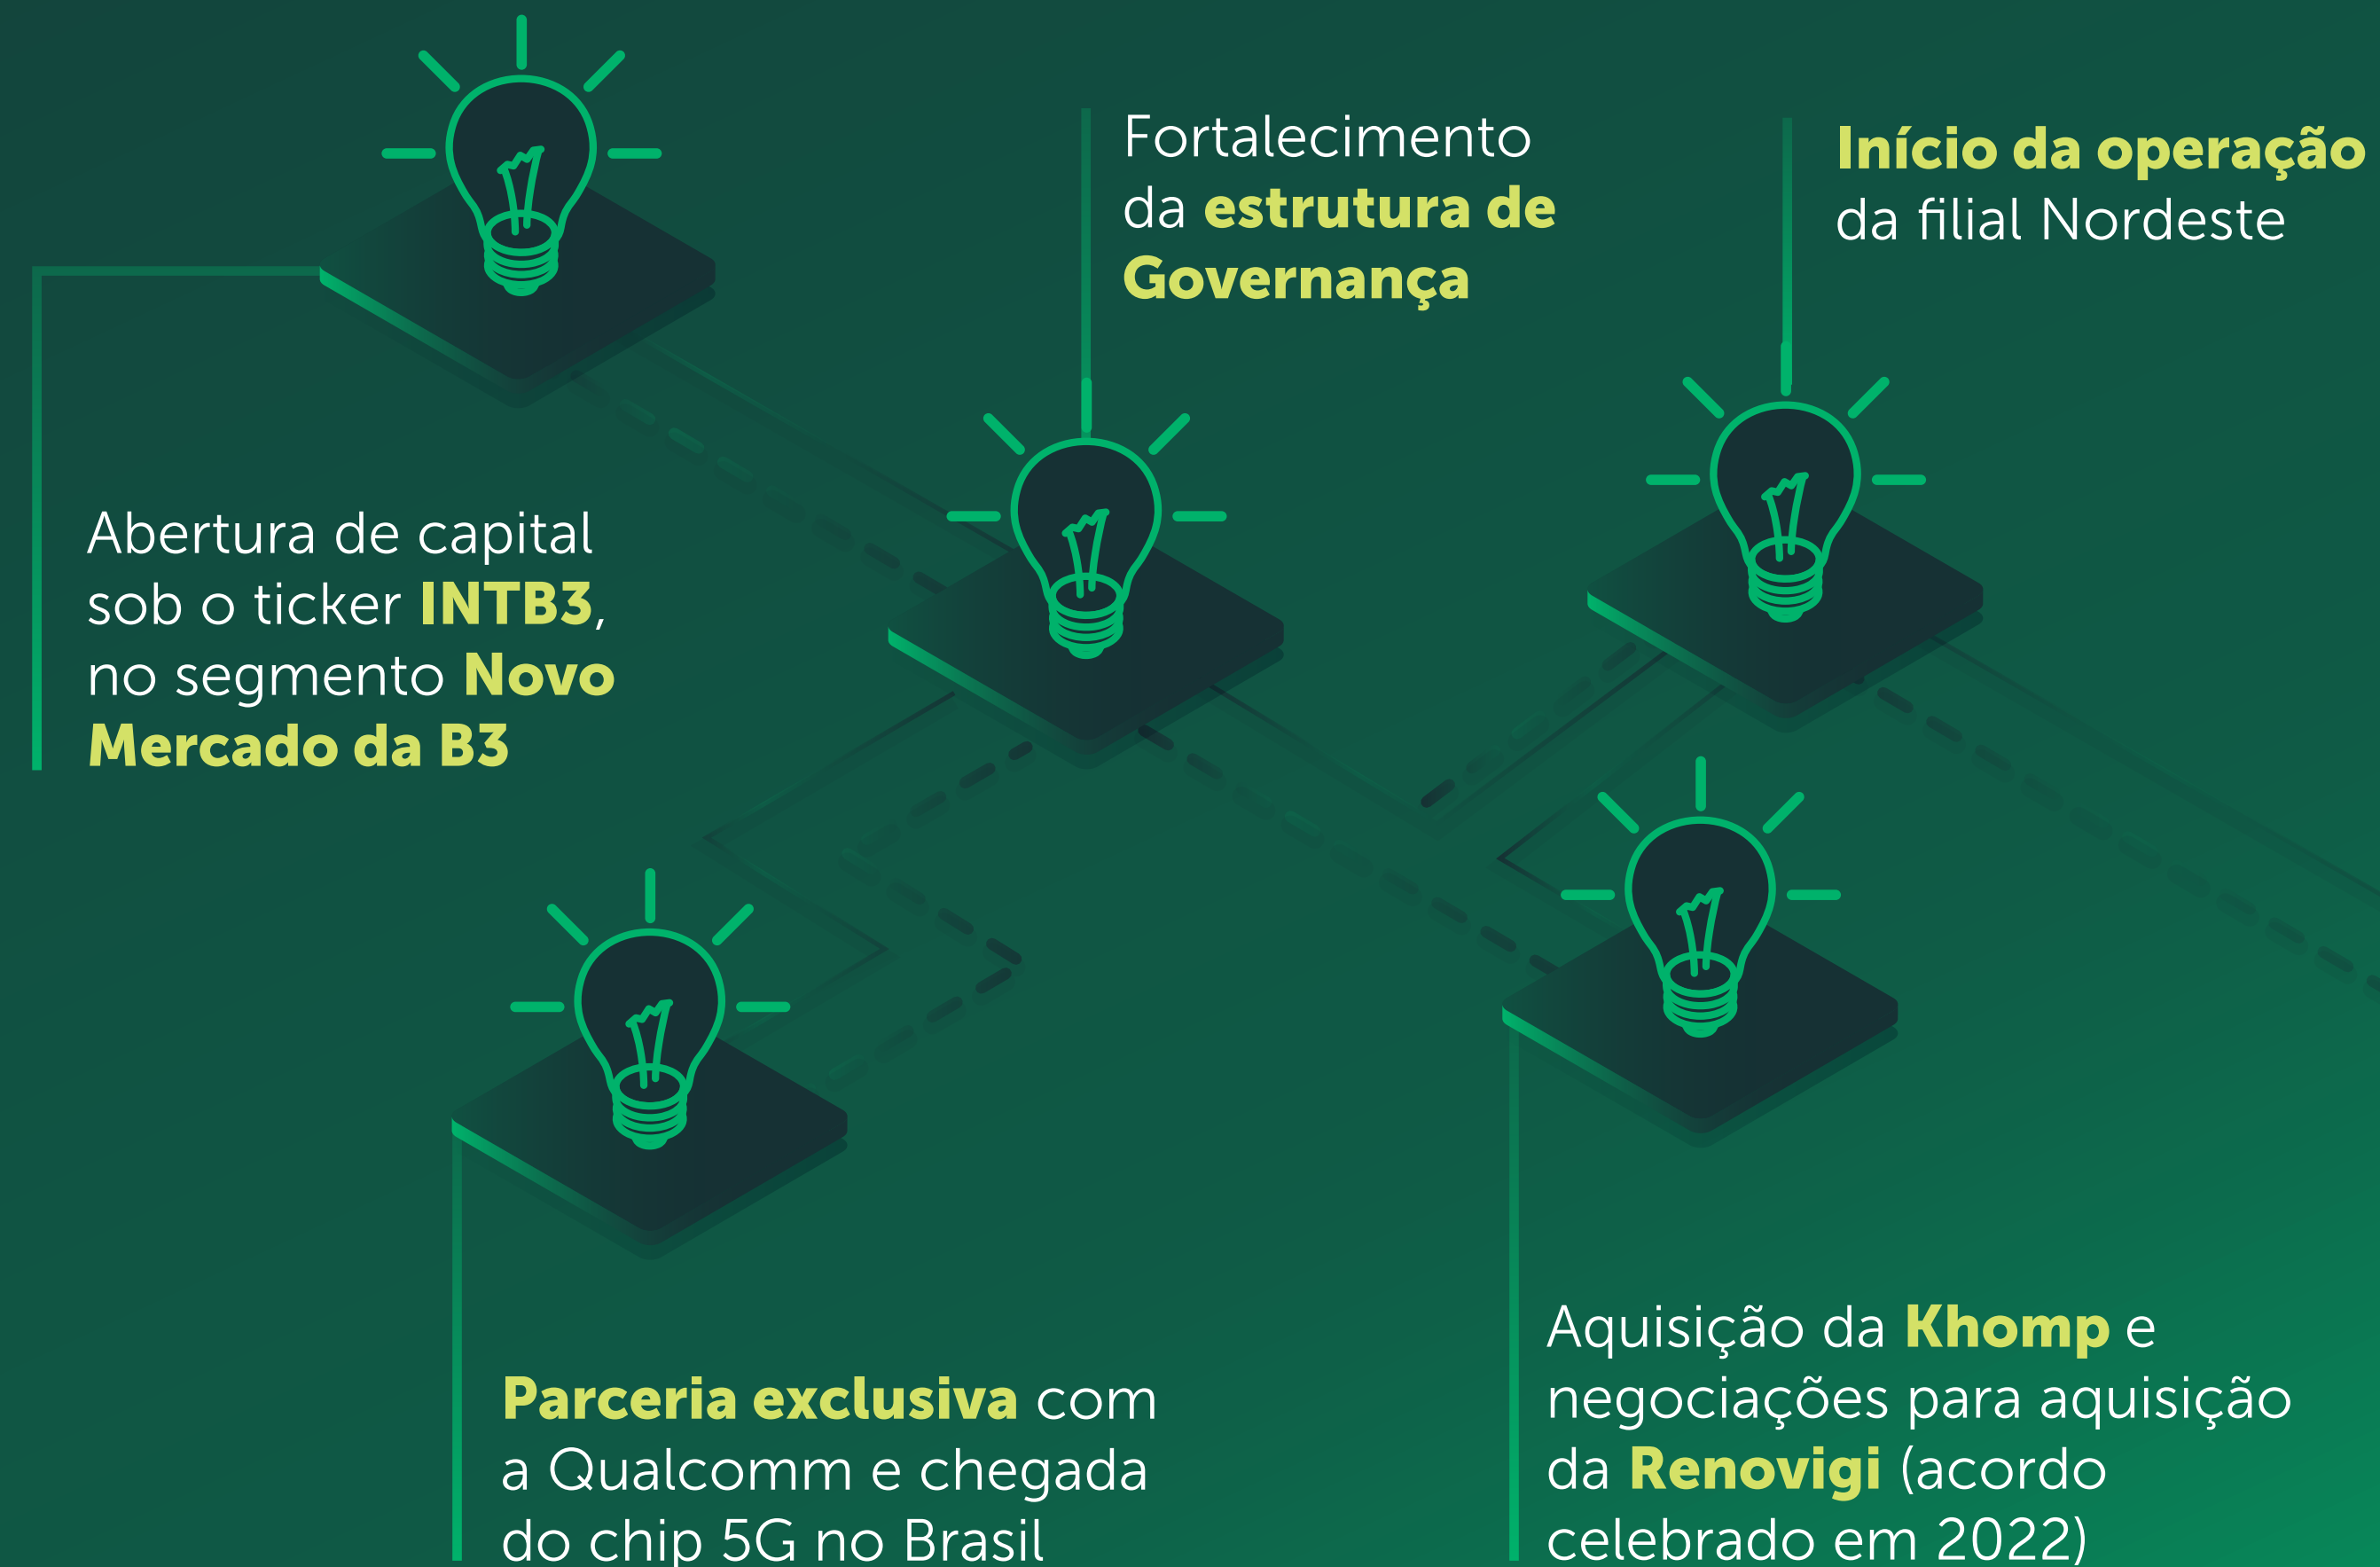 Abertura de capital
sob o ticker INTB3,
no segmento Novo
Mercado da B3
Fortalecimento
da estrutura de
Governança
Início da operação
da filial Nordeste
Parceria exclusiva com
a Qualcomm e chegada
do chip 5G no Brasil
Aquisição da Khomp e
negociações para aquisição
da Renovigi (acordo
celebrado em 2022)